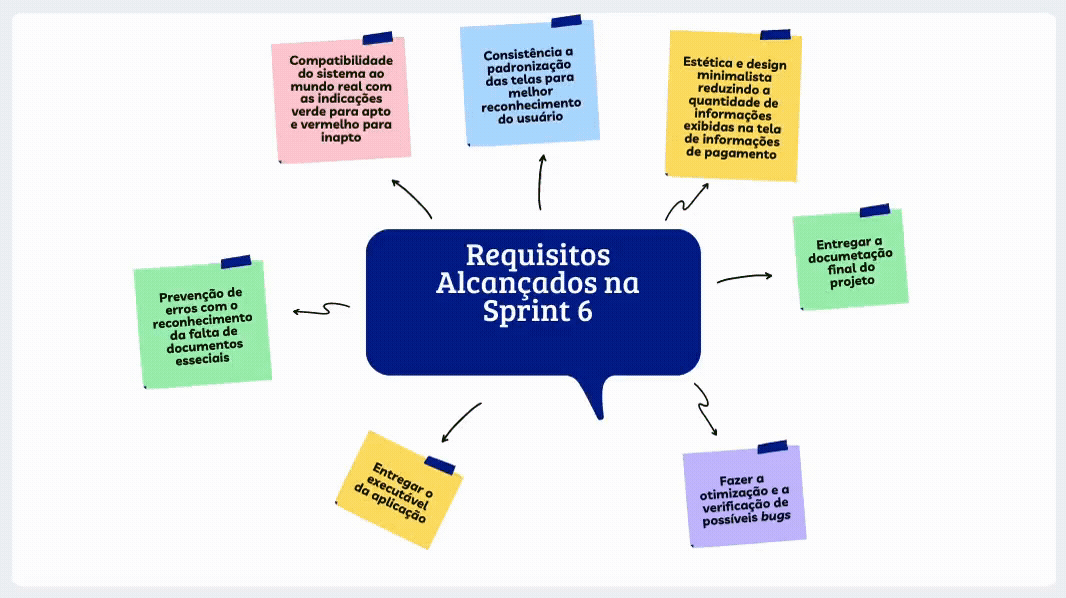 Compatibilidade
do sistema ao
mundo real com
as indicações
verde para apto
e vermelho para
inapto
Consistência a
padronização
das telas para
melhor
reconhecimento
do usuário
Estética e design
minimalista
reduzindo a
quantidade de
informações
exibidas na tela
de informações
de pagamento
Requisitos
Alcançados na
Sprint 6
Entregar a
documetação
final do
projeto
Prevenção de
erros com o
reconhecimento
da falta de
documentos
esseciais
Entregar o
executável
da aplicação
Fazer a
otimização e a
verificação de
possíveis bugs